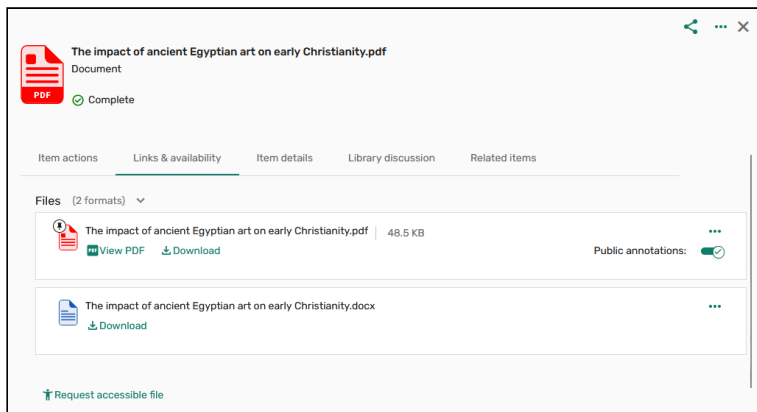 The impact of ancient Egyptian art on early Christianity.pdf
Document
PDF
Complete
Item actions Links & availability Item details Library discussion Related items
Files (2 formats)
The impact of ancient Egyptian art on early Christianity.pdf 48.5 KB
PDF View PDF Download Public annotations:
The impact of ancient Egyptian art on early Christianity.docx
Download
Request accessible file